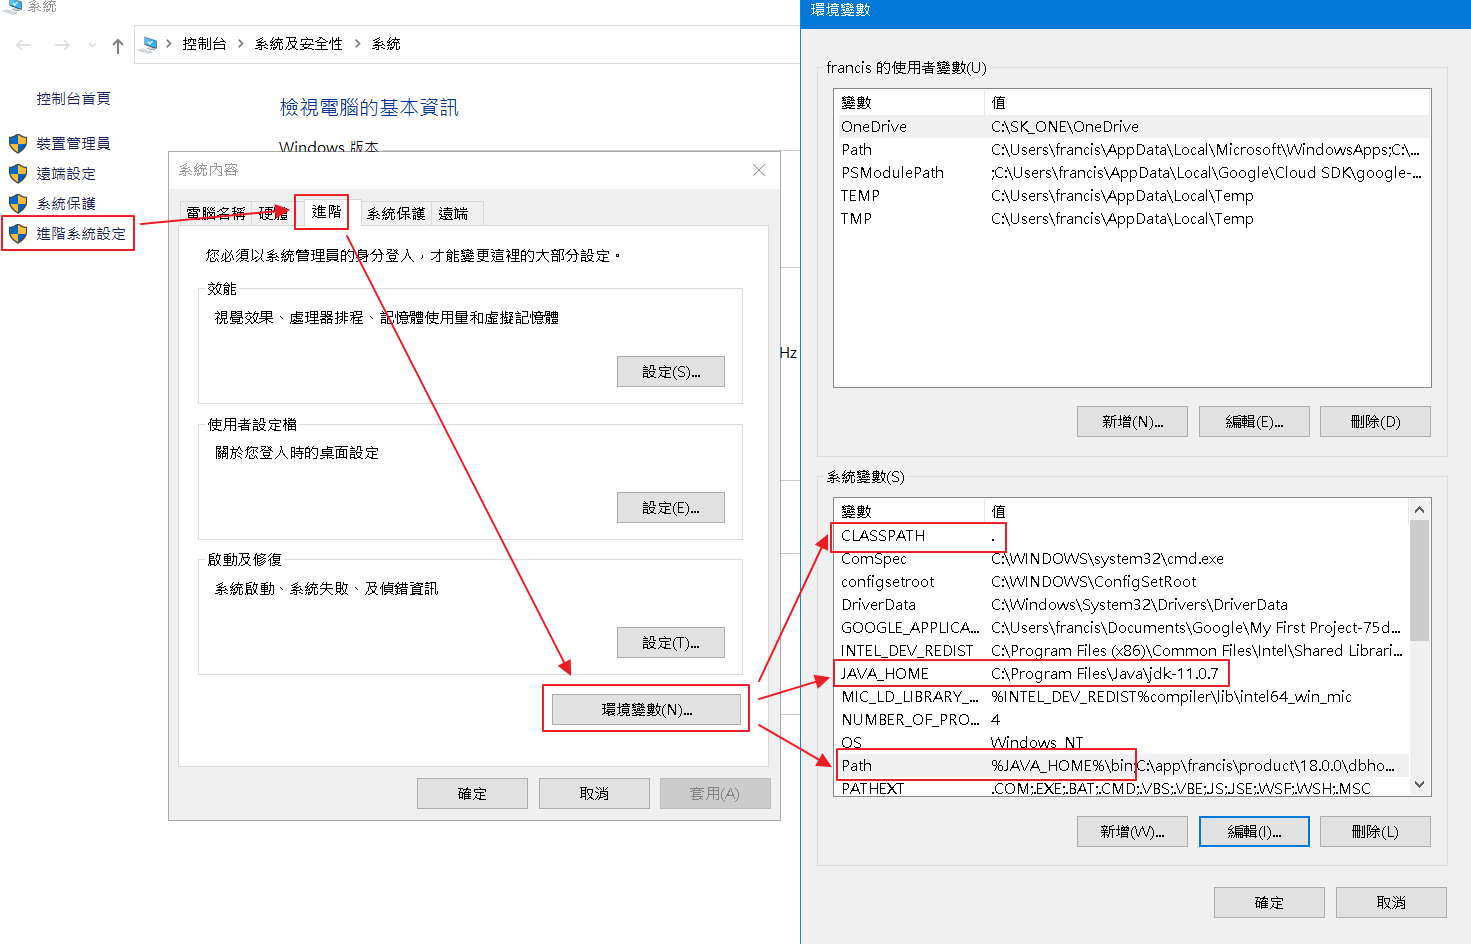 系統
控制台 > 系統及安全性 > 系統
控制台首頁
裝置管理員
遠端設定
系統保護
進階系統設定
檢視電腦的基本資訊
Windows 版本
Hz
系統內容
電腦名稱 硬體 進階 系統保護 遠端
您必須以系統管理員的身分登入，才能變更這裡的大部分設定。
效能
視覺效果、處理器排程、記憶體使用量和虛擬記憶體
設定(S)...
使用者設定檔
關於您登入時的桌面設定
設定(E)...
啟動及修復
系統啟動、系統失敗、及偵錯資訊
設定(T)...
環境變數(N)...
確定 取消 套用(A)
環境變數
francis 的使用者變數(U)
變數 值
OneDrive C:\SK_ONE\OneDrive
Path C:\Users\francis\AppData\Local\Microsoft\WindowsApps;C:\...
PSModulePath ;C:\Users\francis\AppData\Local\Google\Cloud SDK\google-...
TEMP C:\Users\francis\AppData\Local\Temp
TMP C:\Users\francis\AppData\Local\Temp
新增(N)... 編輯(E)... 刪除(D)
系統變數(S)
變數 值
CLASSPATH .
ComSpec C:\WINDOWS\system32\cmd.exe
configsetroot C:\WINDOWS\ConfigSetRoot
DriverData C:\Windows\System32\Drivers\DriverData
GOOGLE_APPLICA... C:\Users\francis\Documents\Google\My First Project-75d...
INTEL_DEV_REDIST C:\Program Files (x86)\Common Files\Intel\Shared Librari...
JAVA_HOME C:\Program Files\Java\jdk-11.0.7
MIC_LD_LIBRARY_... %INTEL_DEV_REDIST%compiler\lib\intel64_win_mic
NUMBER_OF_PRO... 4
OS Windows_NT
Path %JAVA_HOME%\bin;C:\app\francis\product\18.0.0\dbho...
PATHEXT .COM;.EXE;.BAT;.CMD;.VBS;.VBE;.JS;.JSE;.WSF;.WSH;.MSC
新增(W)... 編輯(I)... 刪除(L)
確定 取消